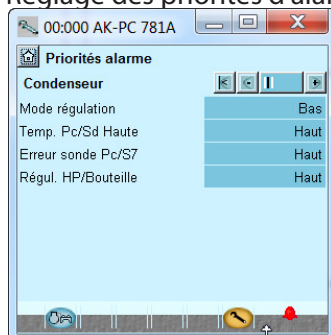 Réglage des priorités d'alar
00:000 AK-PC 781A
Priorités alarme
Condenseur
Mode régulation Bas
Temp. Pc/Sd Haute Haut
Erreur sonde Pc/S7 Haut
Régul. HP/Bouteille Haut